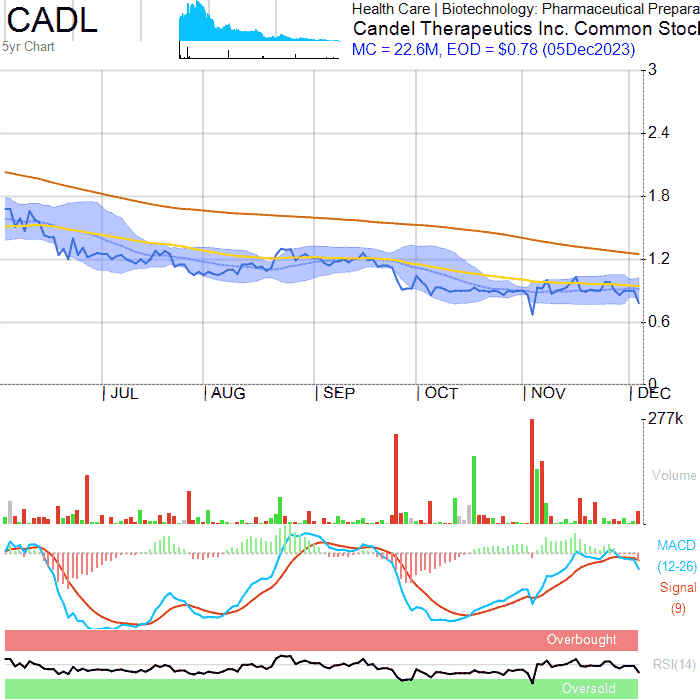 CADL
5yr Chart
Health Care | Biotechnology: Pharmaceutical Prepara
Candel Therapeutics Inc. Common Stoc
MC = 22.6M, EOD = $0.78 (05Dec2023)
3
2.4
1.8
1.2
0.6
0
JUL
AUG
SEP
OCT
NOV
DEC
277k
Volume
MACD
(12-26)
Signal
(9)
Overbought
RSI(14)
Oversold